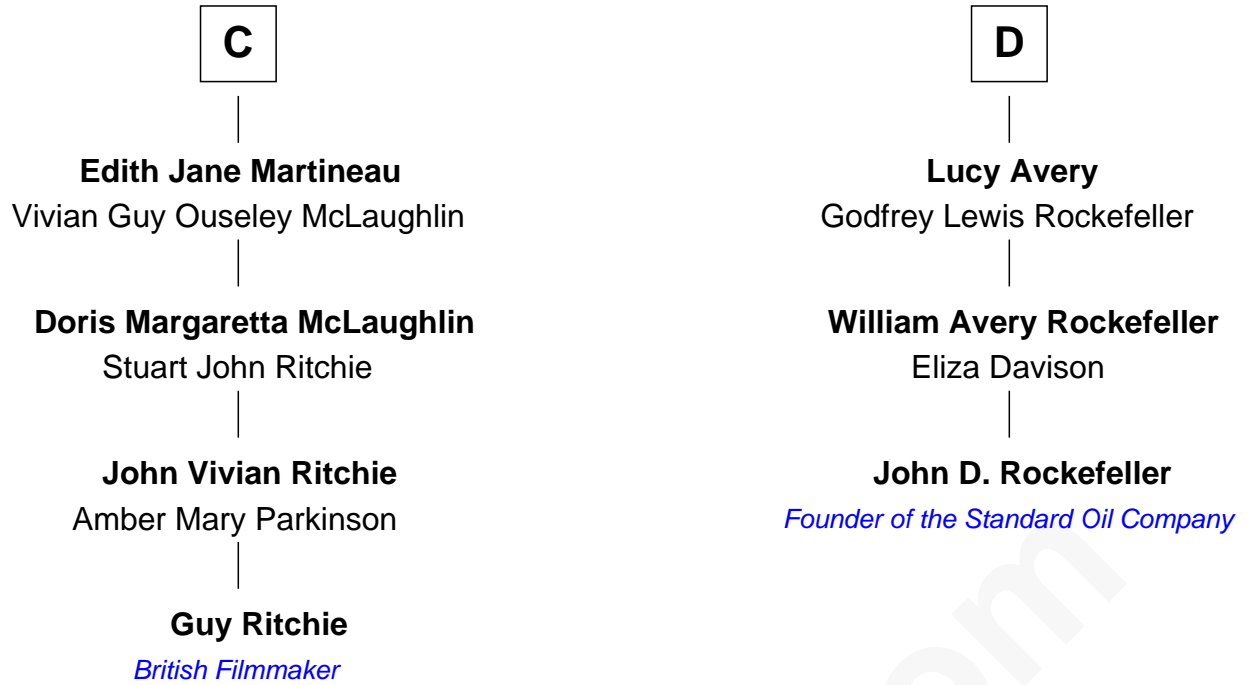 C
Edith Jane Martineau
Vivian Guy Ouseley McLaughlin
Doris Margaretta McLaughlin
Stuart John Ritchie
John Vivian Ritchie
Amber Mary Parkinson
Guy Ritchie
British Filmmaker
D
Lucy Avery
Godfrey Lewis Rockefeller
William Avery Rockefeller
Eliza Davison
John D. Rockefeller
Founder of the Standard Oil Company
om